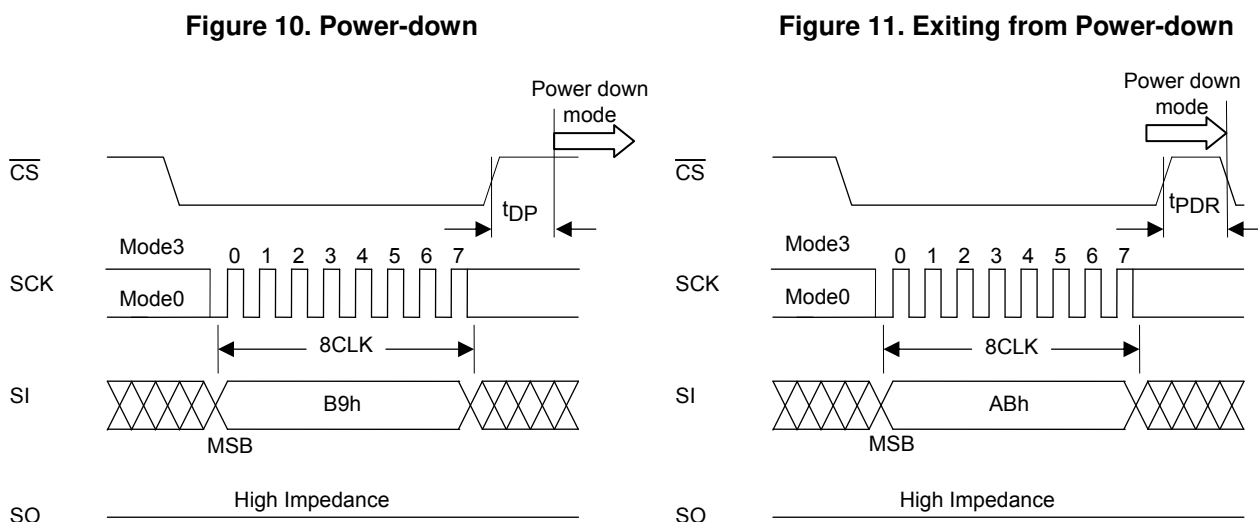 Figure 10. Power-down
Power down
mode
CS
tDP
Mode3
0 1 2 3 4 5 6 7
SCK
Mode0
8CLK
SI
B9h
MSB
High Impedance
SO
Figure 11. Exiting from Power-down
Power down
mode
CS
tPDR
Mode3
0 1 2 3 4 5 6 7
SCK
Mode0
8CLK
SI
ABh
MSB
High Impedance
SO